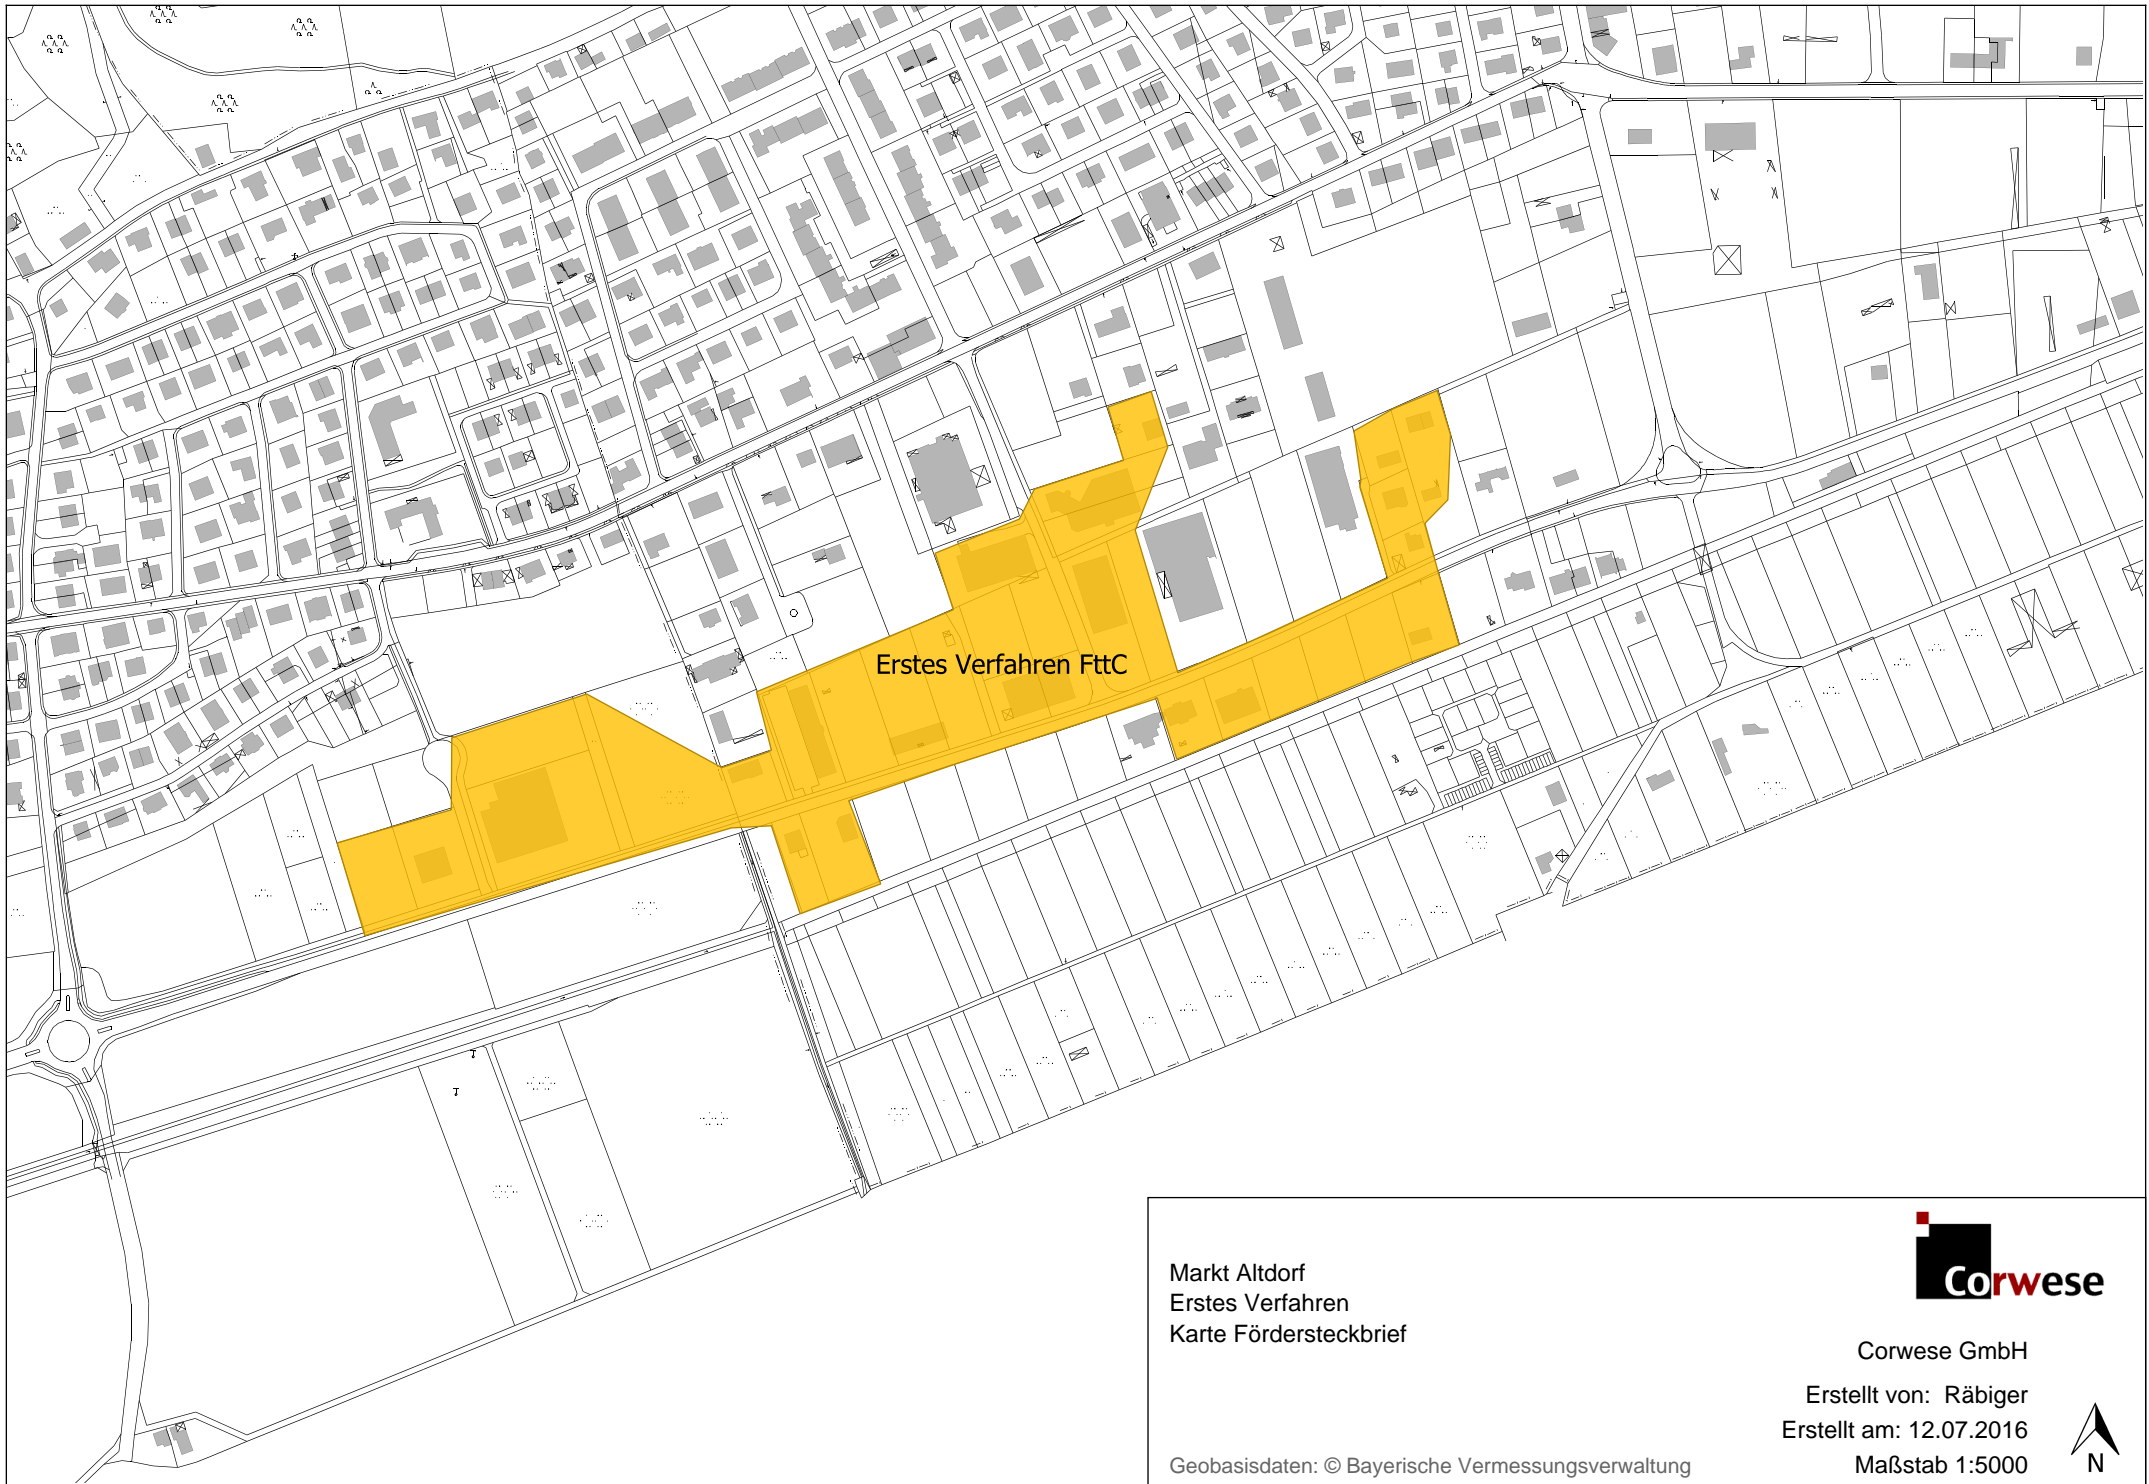 Erstes Verfahren FttC
Markt Altdorf
Erstes Verfahren
Karte Fördersteckbrief
Corwese
Corwese GmbH
Erstellt von: Räbiger
Erstellt am: 12.07.2016
Maßstab 1:5000
N
Geobasisdaten: © Bayerische Vermessungsverwaltung